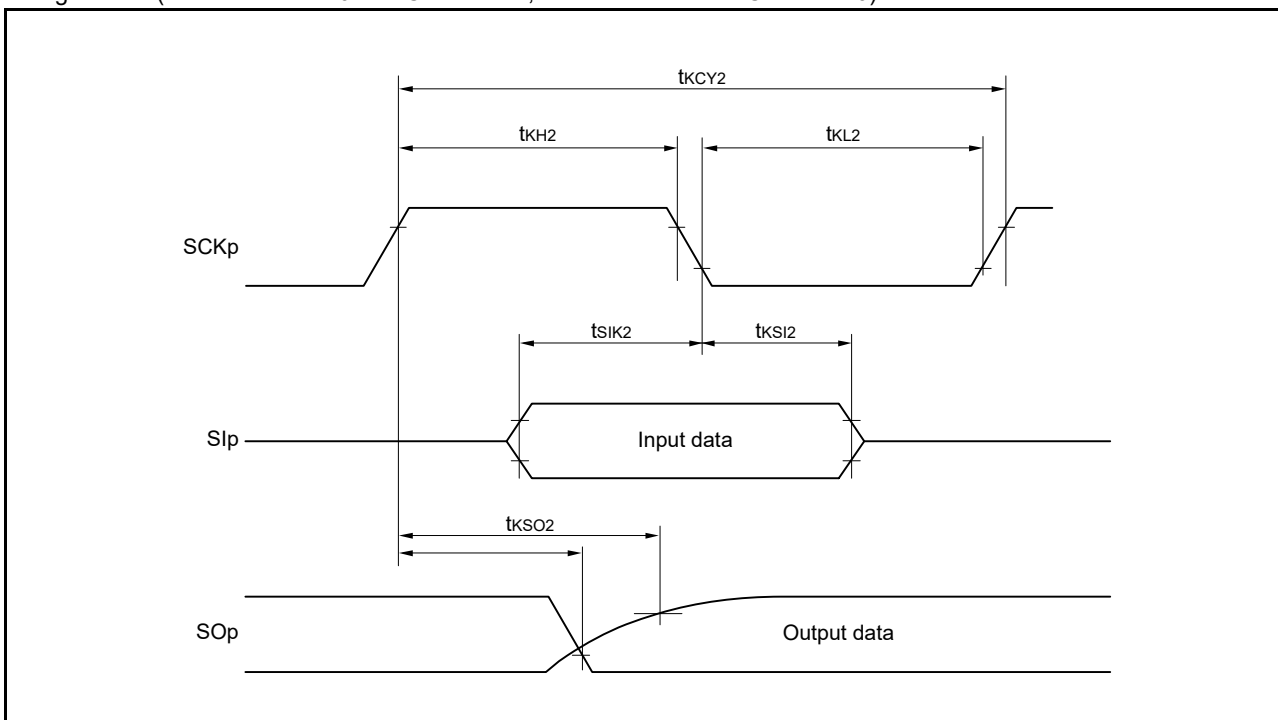 tKCY2
tKH2
tKL2
SCKp
tSIK2
tKSI2
SIp
Input data
tKSO2
SOp
Output data